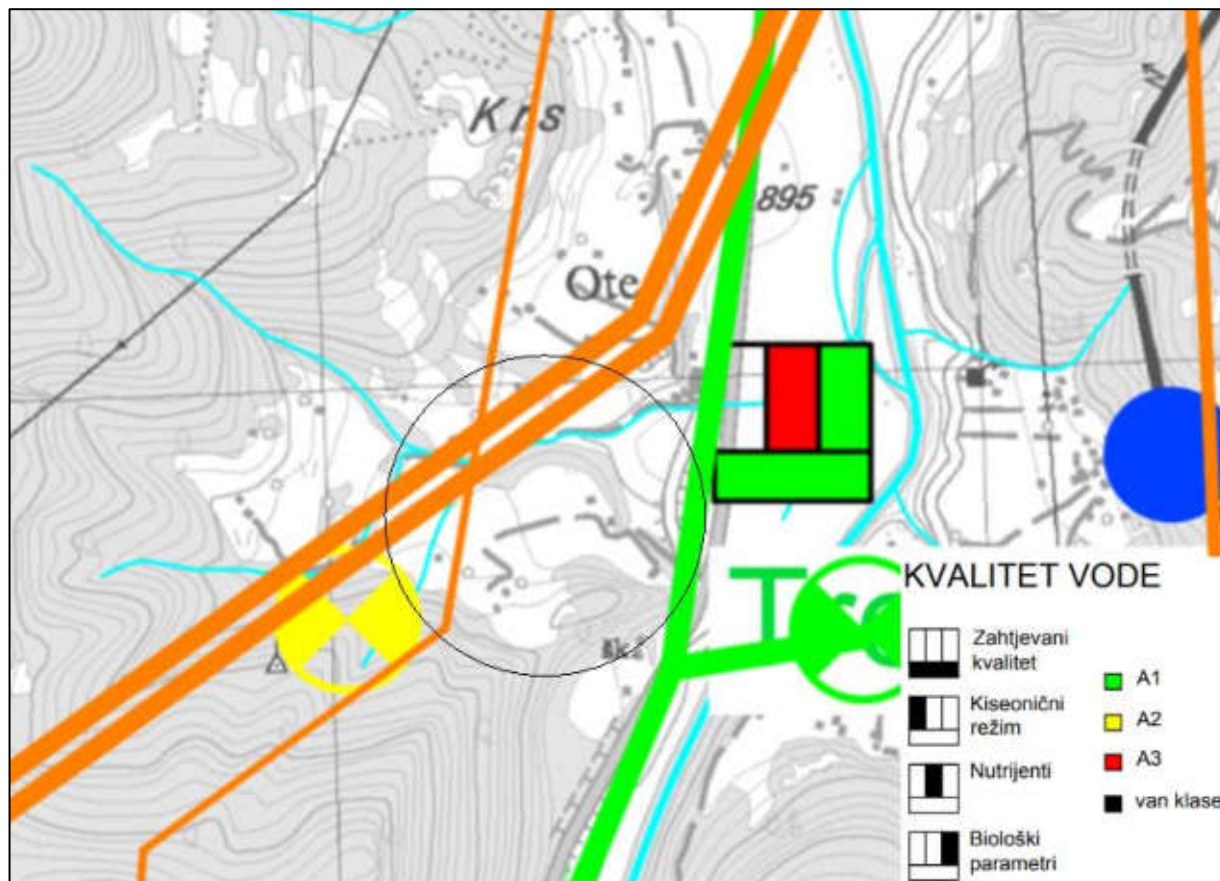 Krs
895
Ote
KVALITET VODE
Zahtjevani
kvalitet
Kiseonični
režim
Nutrijenti
Biološki
parametri
A1
A2
A3
van klase